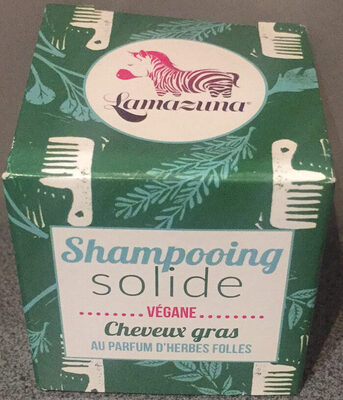 Lamazuna
Shampooing
solide
VÉGANE
Cheveux gras
AU PARFUM D'HERBES FOLLES